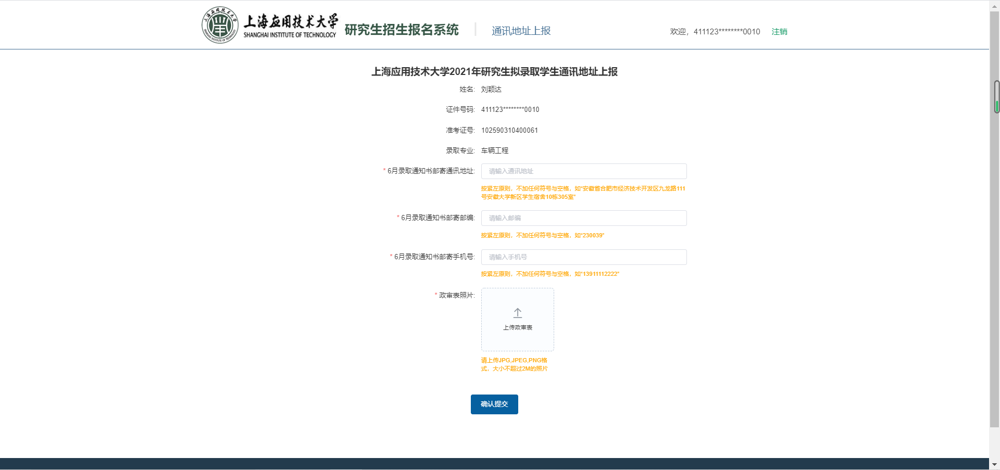 上海应用技术大学
SHANGHAI INSTITUTE OF TECHNOLOGY
研究生招生报名系统
通讯地址上报
欢迎，411123********0010 注销
上海应用技术大学2021年研究生拟录取学生通讯地址上报
姓名: 刘颖达
证件号码: 411123********0010
准考证号: 102590310400061
录取专业: 车辆工程
* 6月录取通知书邮寄通讯地址: 请输入通讯地址
按紧左原则，不加任何符号与空格，如“安徽省合肥市经济技术开发区九龙路111
号安徽大学新区学生宿舍10栋305室”
* 6月录取通知书邮寄邮编: 请输入邮编
按紧左原则，不加任何符号与空格，如“230039”
* 6月录取通知书邮寄手机号: 请输入手机号
按紧左原则，不加任何符号与空格，如“13911112222”
* 政审表照片:
上传政审表
请上传JPG,JPEG,PNG格
式，大小不超过2M的照片
确认提交